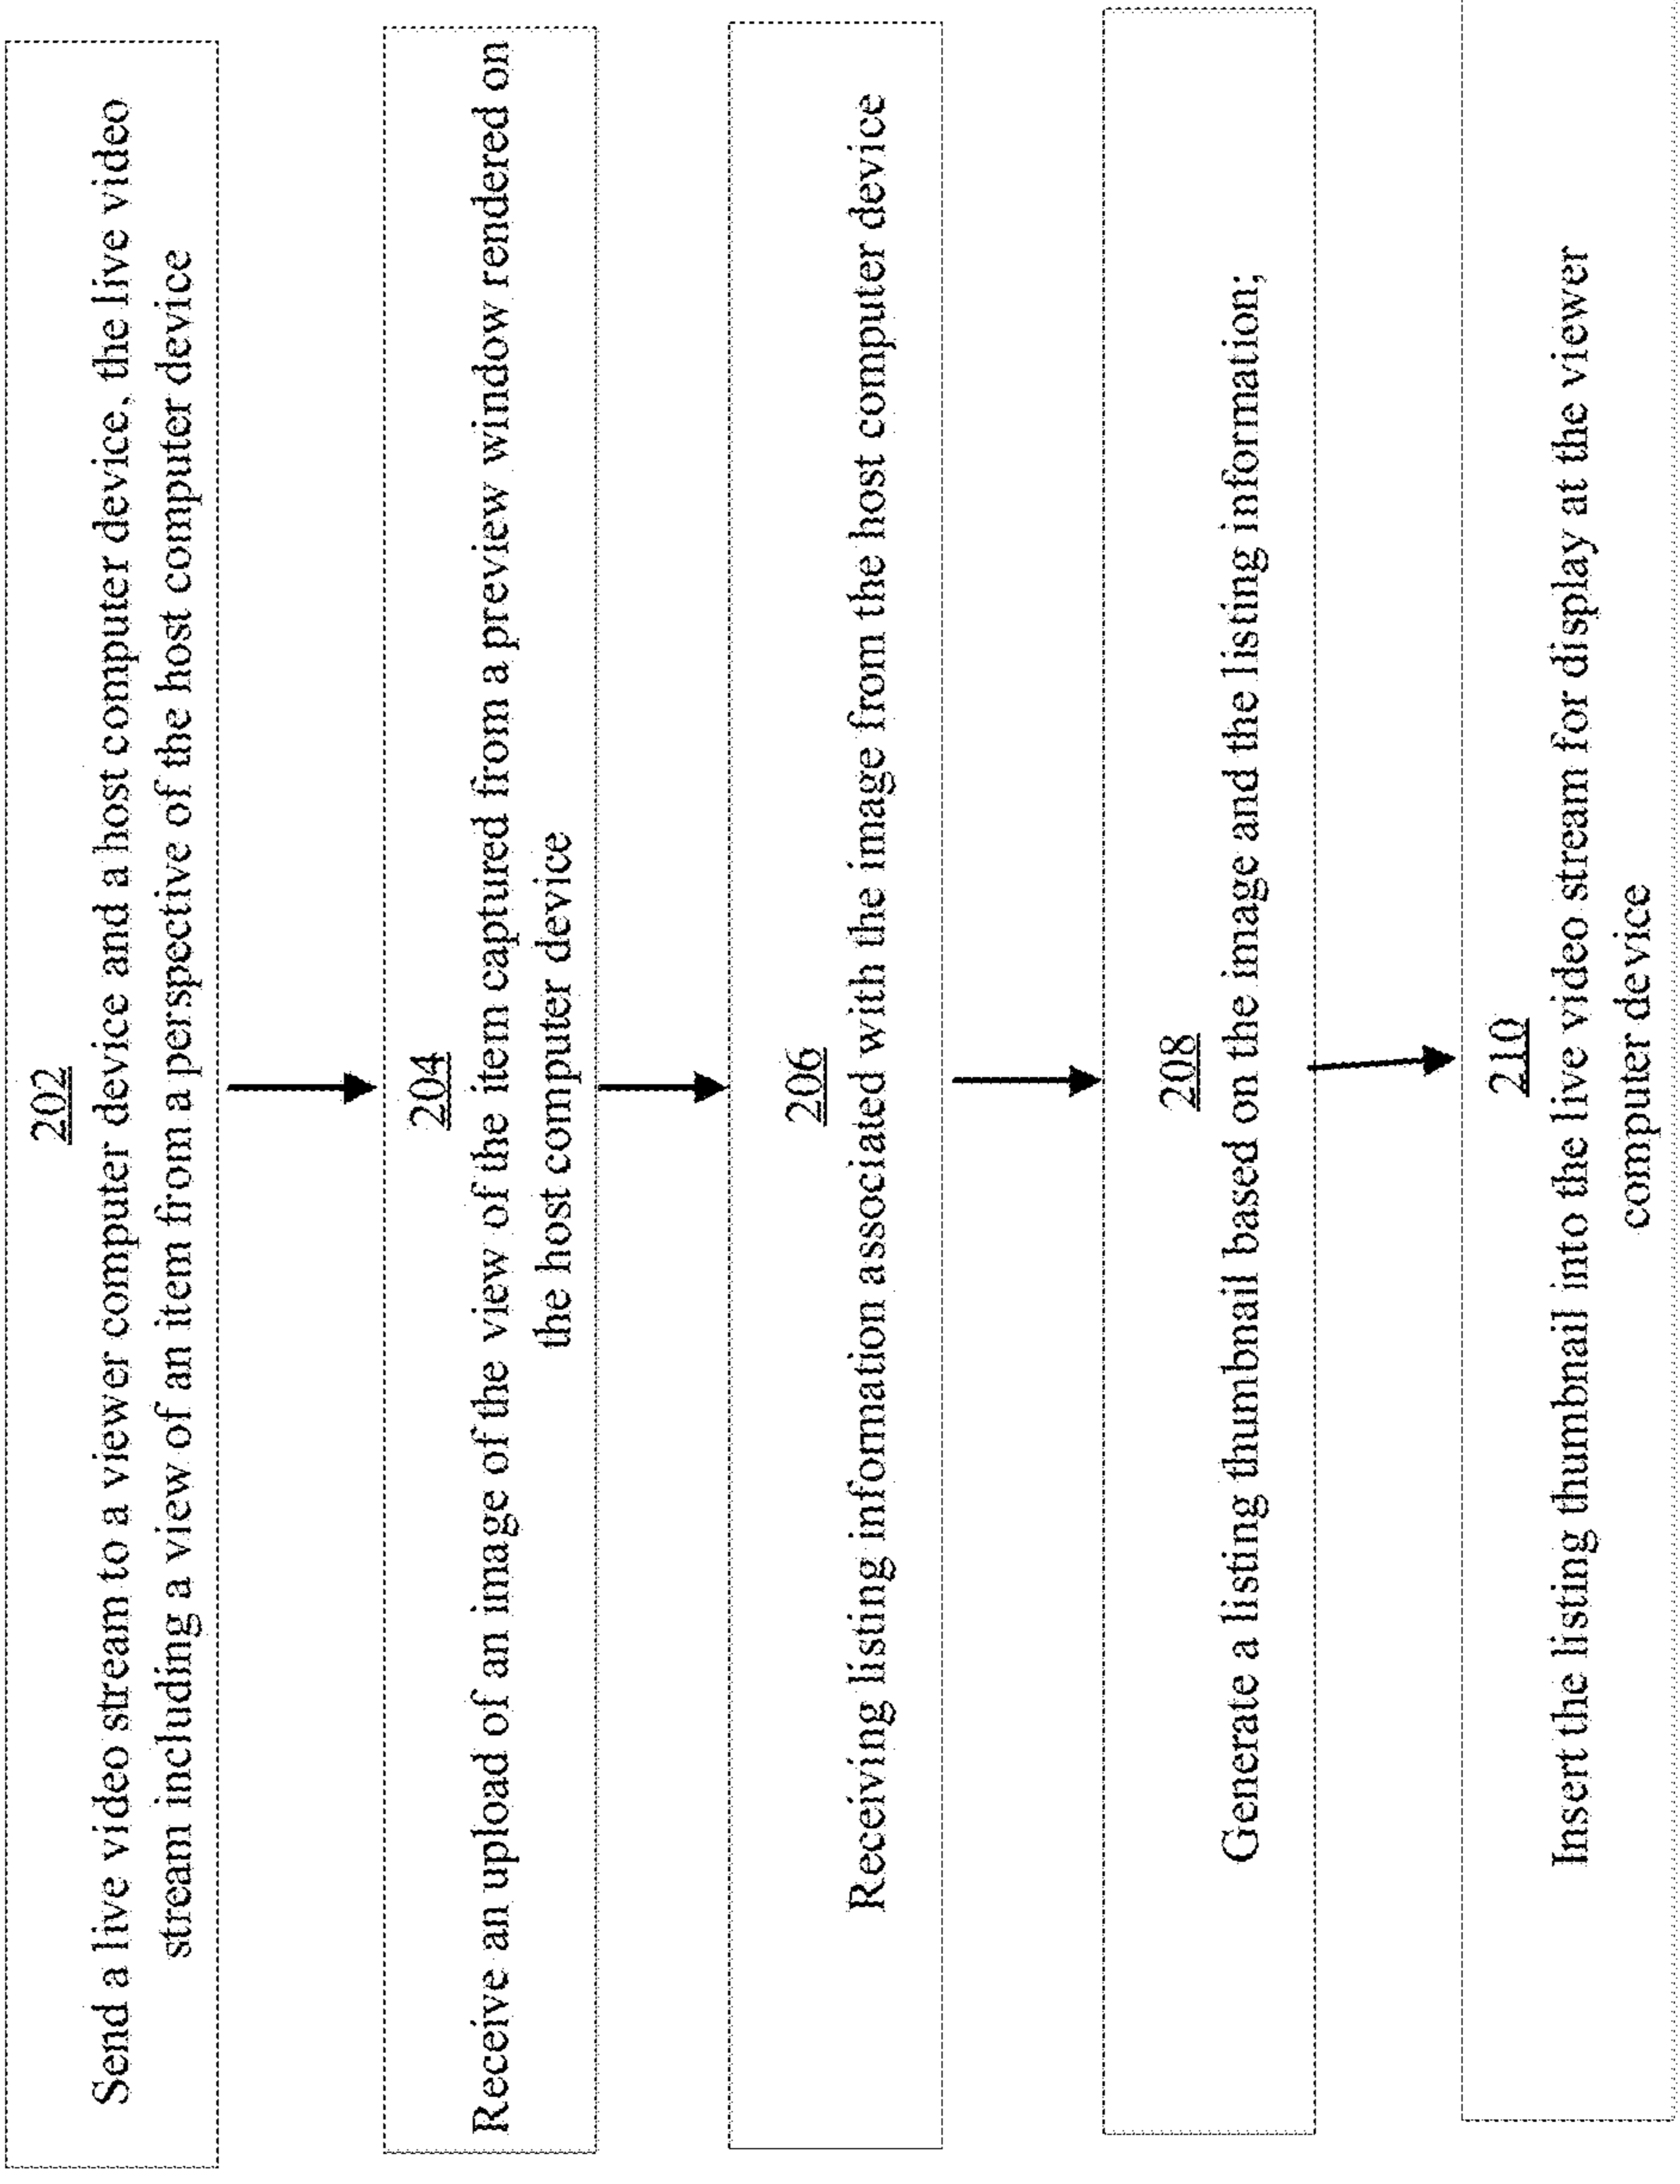 202
Send a live video stream to a viewer computer device and a host computer device, the live video
stream including a view of an item from a perspective of the host computer device
204
Receive an upload of an image of the view of the item captured from a preview window rendered on
the host computer device
206
Receiving listing information associated with the image from the host computer device
208
Generate a listing thumbnail based on the image and the listing information;
210
Insert the listing thumbnail into the live video stream for display at the viewer
computer device